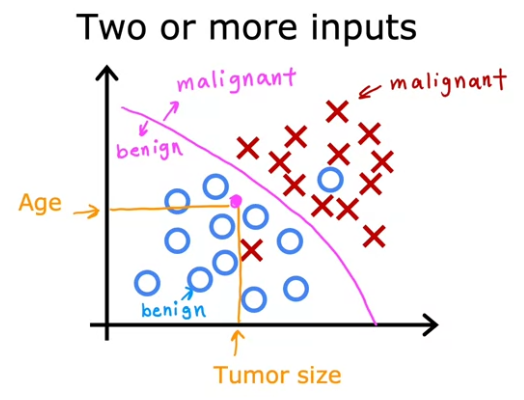 Two or more inputs
malignant
malignant
benign
Age
benign
Tumor size